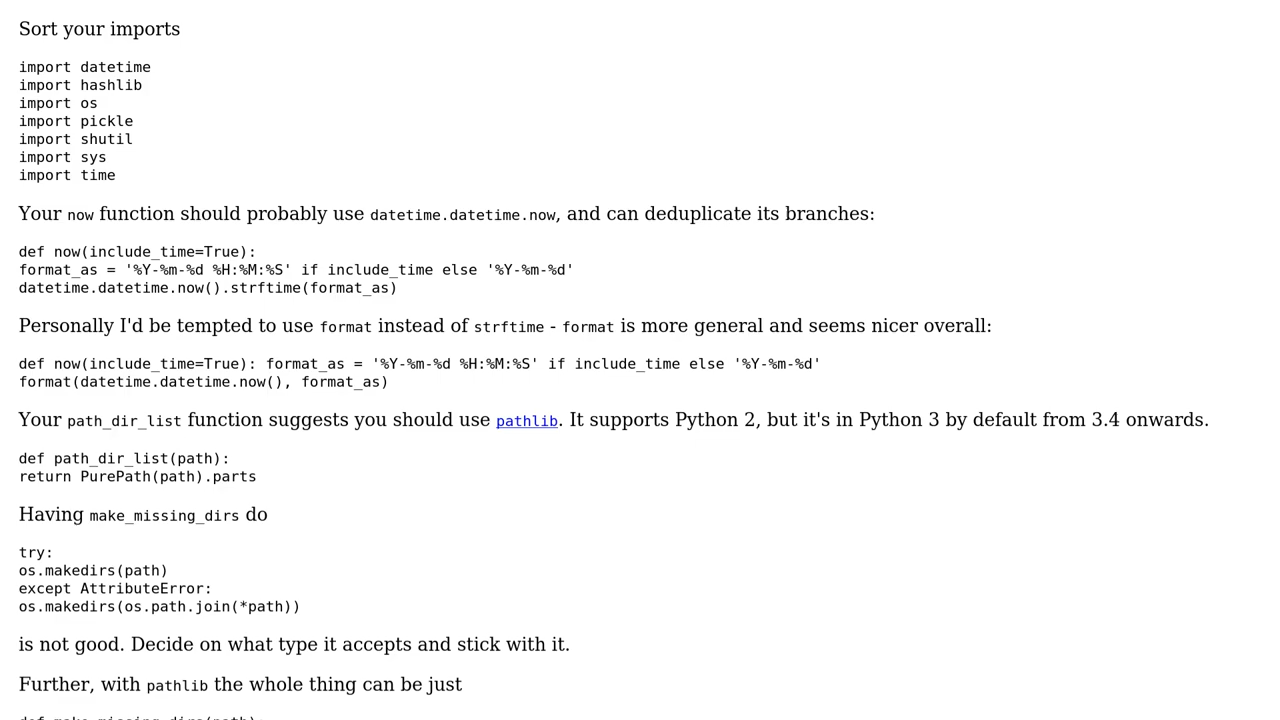 Sort your imports
import datetime
import hashlib
import os
import pickle
import shutil
import sys
import time
Your now function should probably use datetime.datetime.now, and can deduplicate its branches:
def now(include_time=True):
format_as = '%Y-%m-%d %H:%M:%S' if include_time else '%Y-%m-%d'
datetime.datetime.now().strftime(format_as)
Personally I'd be tempted to use format instead of strftime - format is more general and seems nicer overall:
def now(include_time=True): format_as = '%Y-%m-%d %H:%M:%S' if include_time else '%Y-%m-%d'
format(datetime.datetime.now(), format_as)
Your path_dir_list function suggests you should use pathlib. It supports Python 2, but it's in Python 3 by default from 3.4 onwards.
def path_dir_list(path):
return PurePath(path).parts
Having make_missing_dirs do
try:
os.makedirs(path)
except AttributeError:
os.makedirs(os.path.join(*path))
is not good. Decide on what type it accepts and stick with it.
Further, with pathlib the whole thing can be just
def make_missing_dirs(path):